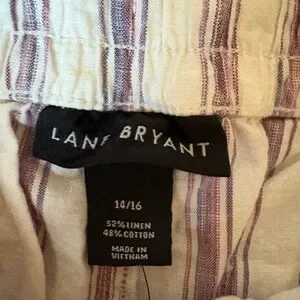 LANE BRYANT
14/16
52% LINEN
48% COTTON
MADE IN
VIETNAM